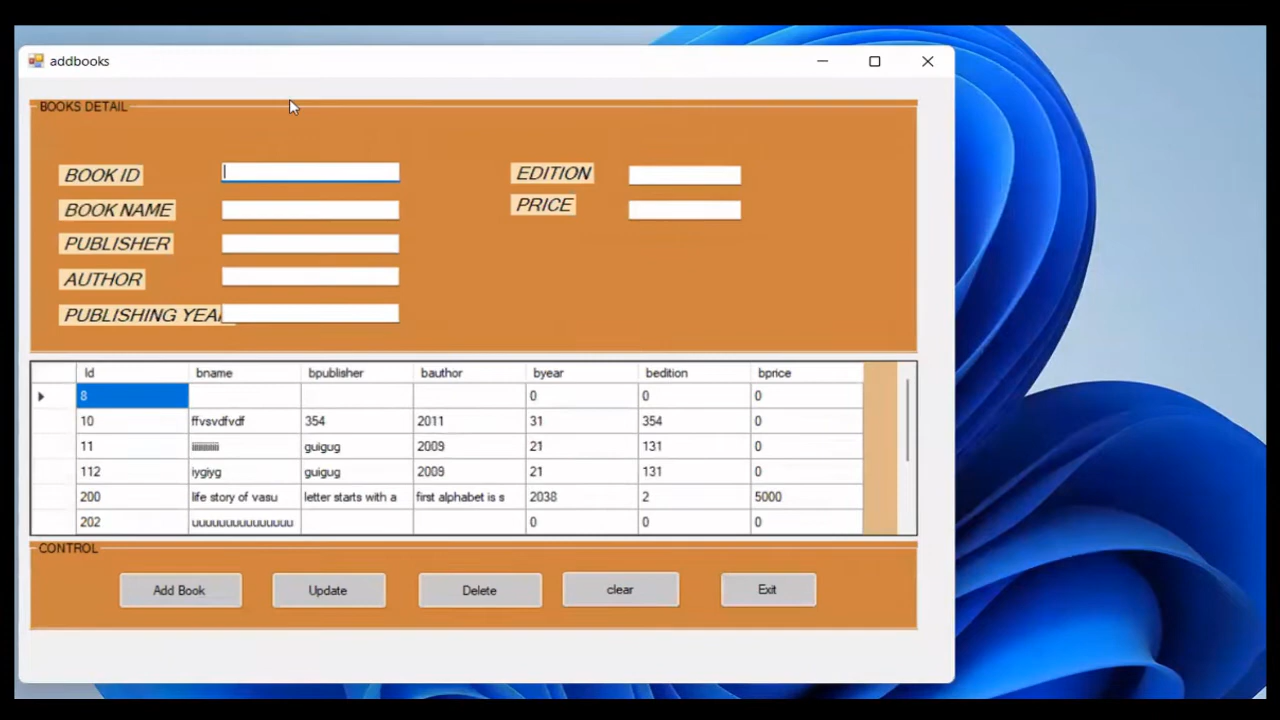 addbooks
BOOKS DETAIL
BOOK ID
EDITION
BOOK NAME
PRICE
PUBLISHER
AUTHOR
PUBLISHING YEA
Id bname bpublisher bauthor byear bedition bprice
8 0 0 0
10 ffvsvdfvdf 354 2011 31 354 0
11 guigug 2009 21 131 0
112 iygiyg guigug 2009 21 131 0
200 life story of vasu letter starts with a first alphabet is s 2038 2 5000
202 uuuuuuuuuuuuuuu 0 0 0
CONTROL
Add Book Update Delete clear Exit